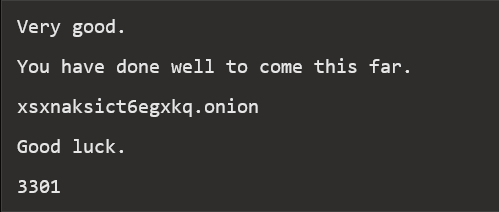 Very good.
You have done well to come this far.
xsxnaksict6egxkq.onion
Good luck.
3301